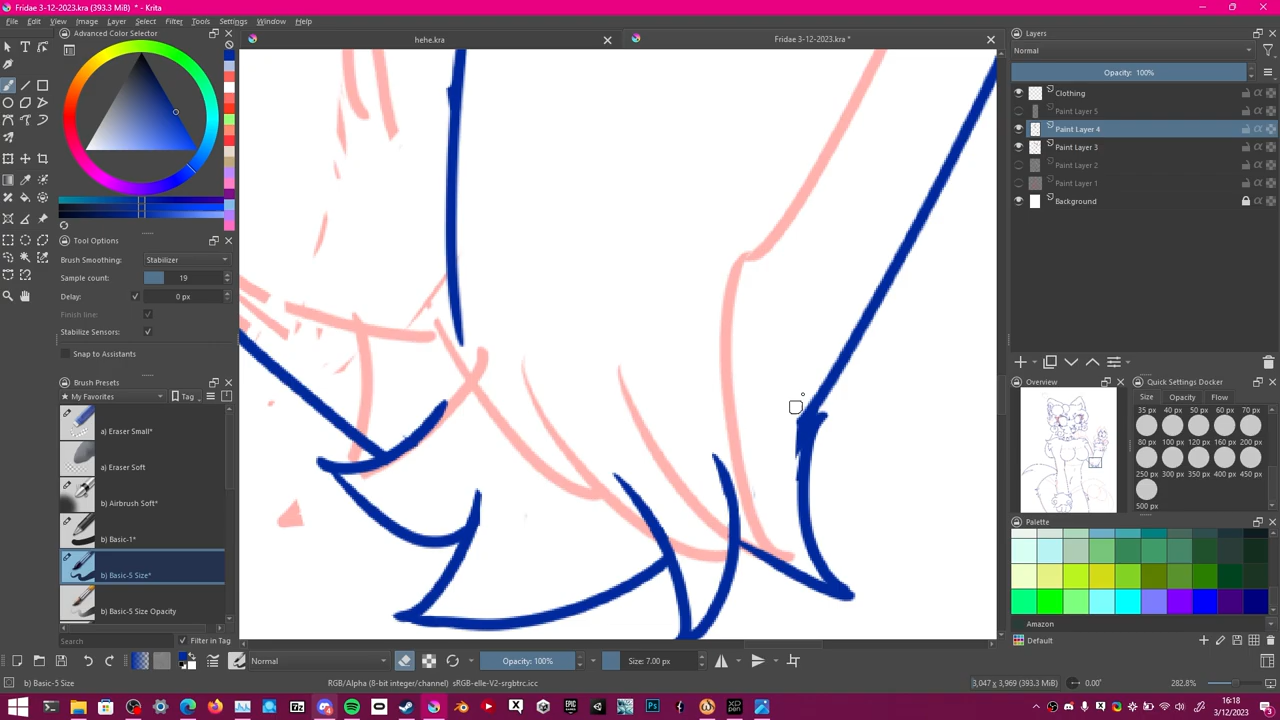 Fridae 3-12-2023.kra (393.3 MiB) * - Krita
File Edit View Image Layer Select Filter Tools Settings Window Help
Advanced Color Selector
hehe.kra
Fridae 3-12-2023.kra *
Layers
Normal
Opacity: 100%
Clothing
Paint Layer 5
Paint Layer 4
Paint Layer 3
Paint Layer 2
Paint Layer 1
Background
Tool Options
Brush Smoothing: Stabilizer
Sample count: 19
Delay: 0 px
Finish line:
Stabilize Sensors:
Snap to Assistants
Brush Presets
My Favorites Tag
a) Eraser Small*
a) Eraser Soft
b) Airbrush Soft*
b) Basic-1*
b) Basic-5 Size*
b) Basic-5 Size Opacity
Search Filter in Tag
Overview
Quick Settings Docker
Size Opacity Flow
35 px 40 px 50 px 60 px 70 px
80 px 100 px 120 px 160 px 200 px
250 px 300 px 350 px 400 px 450 px
500 px
Palette
Amazon
Default
Normal Opacity: 100% Size: 7.00 px
b) Basic-5 Size
RGB/Alpha (8-bit integer/channel) sRGB-elle-V2-srgbtrc.icc
3,047 x 3,969 (393.3 MiB) 0.00° 282.8%
16:18
3/12/2023